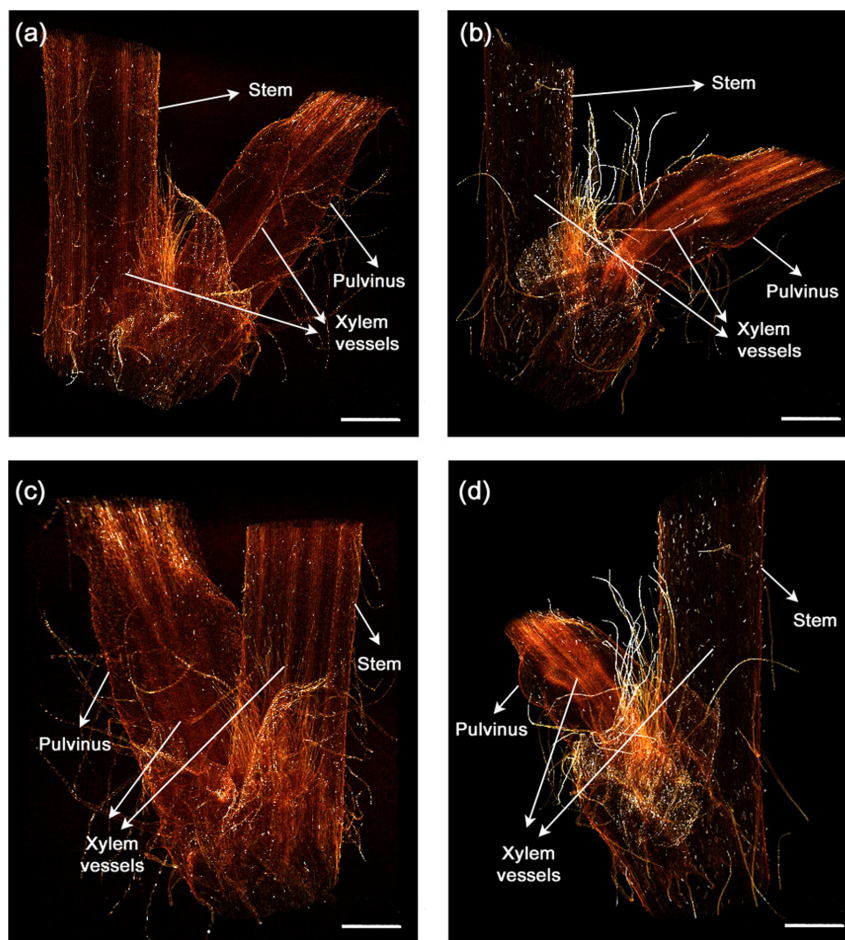 (a)
Stem
Pulvinus
Xylem
vessels
(b)
Stem
Pulvinus
Xylem
vessels
(c)
Stem
Pulvinus
Xylem
vessels
(d)
Stem
Pulvinus
Xylem
vessels